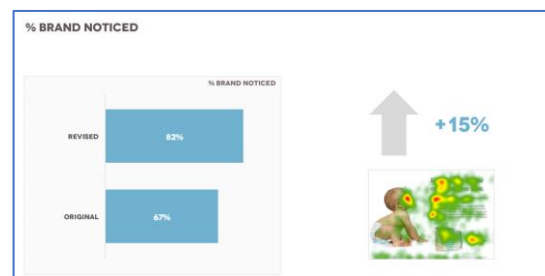 % BRAND NOTICED
% BRAND NOTICED
REVISED
82%
+15%
ORIGINAL
67%